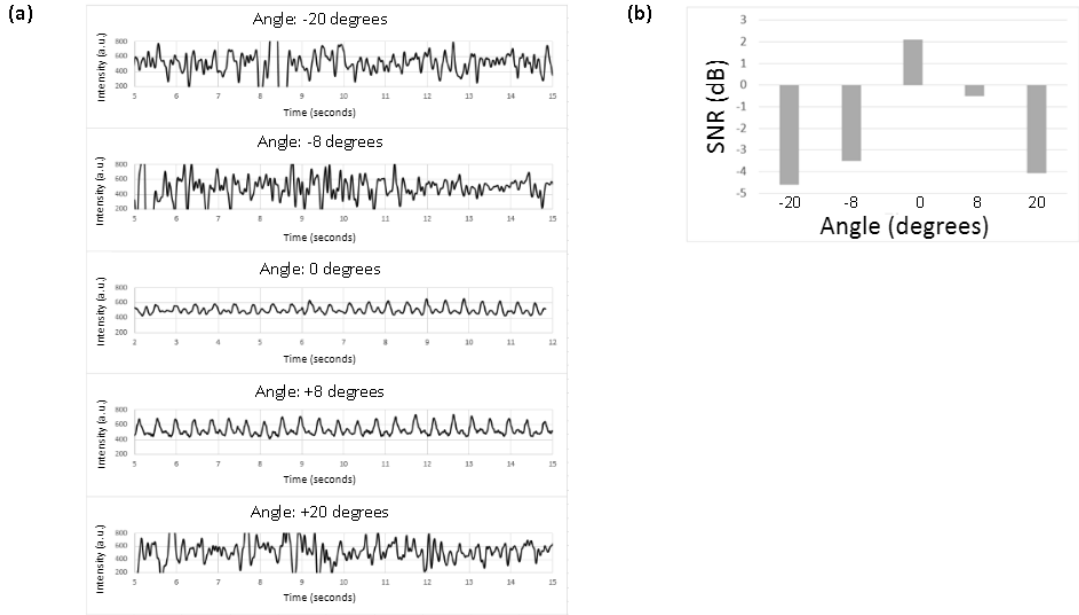 (a)
Angle: -20 degrees
Intensity (a.u.)
800
600
400
200
5 6 7 8 9 10 11 12 13 14 15
Time (seconds)
Angle: -8 degrees
Intensity (a.u.)
800
600
400
200
5 6 7 8 9 10 11 12 13 14 15
Time (seconds)
Angle: 0 degrees
Intensity (a.u.)
800
600
400
200
2 3 4 5 6 7 8 9 10 11 12
Time (seconds)
Angle: +8 degrees
Intensity (a.u.)
800
600
400
200
5 6 7 8 9 10 11 12 13 14 15
Time (seconds)
Angle: +20 degrees
Intensity (a.u.)
800
600
400
200
5 6 7 8 9 10 11 12 13 14 15
Time (seconds)
(b)
SNR (dB)
3
2
1
0
-1
-2
-3
-4
-5
-20 -8 0 8 20
Angle (degrees)